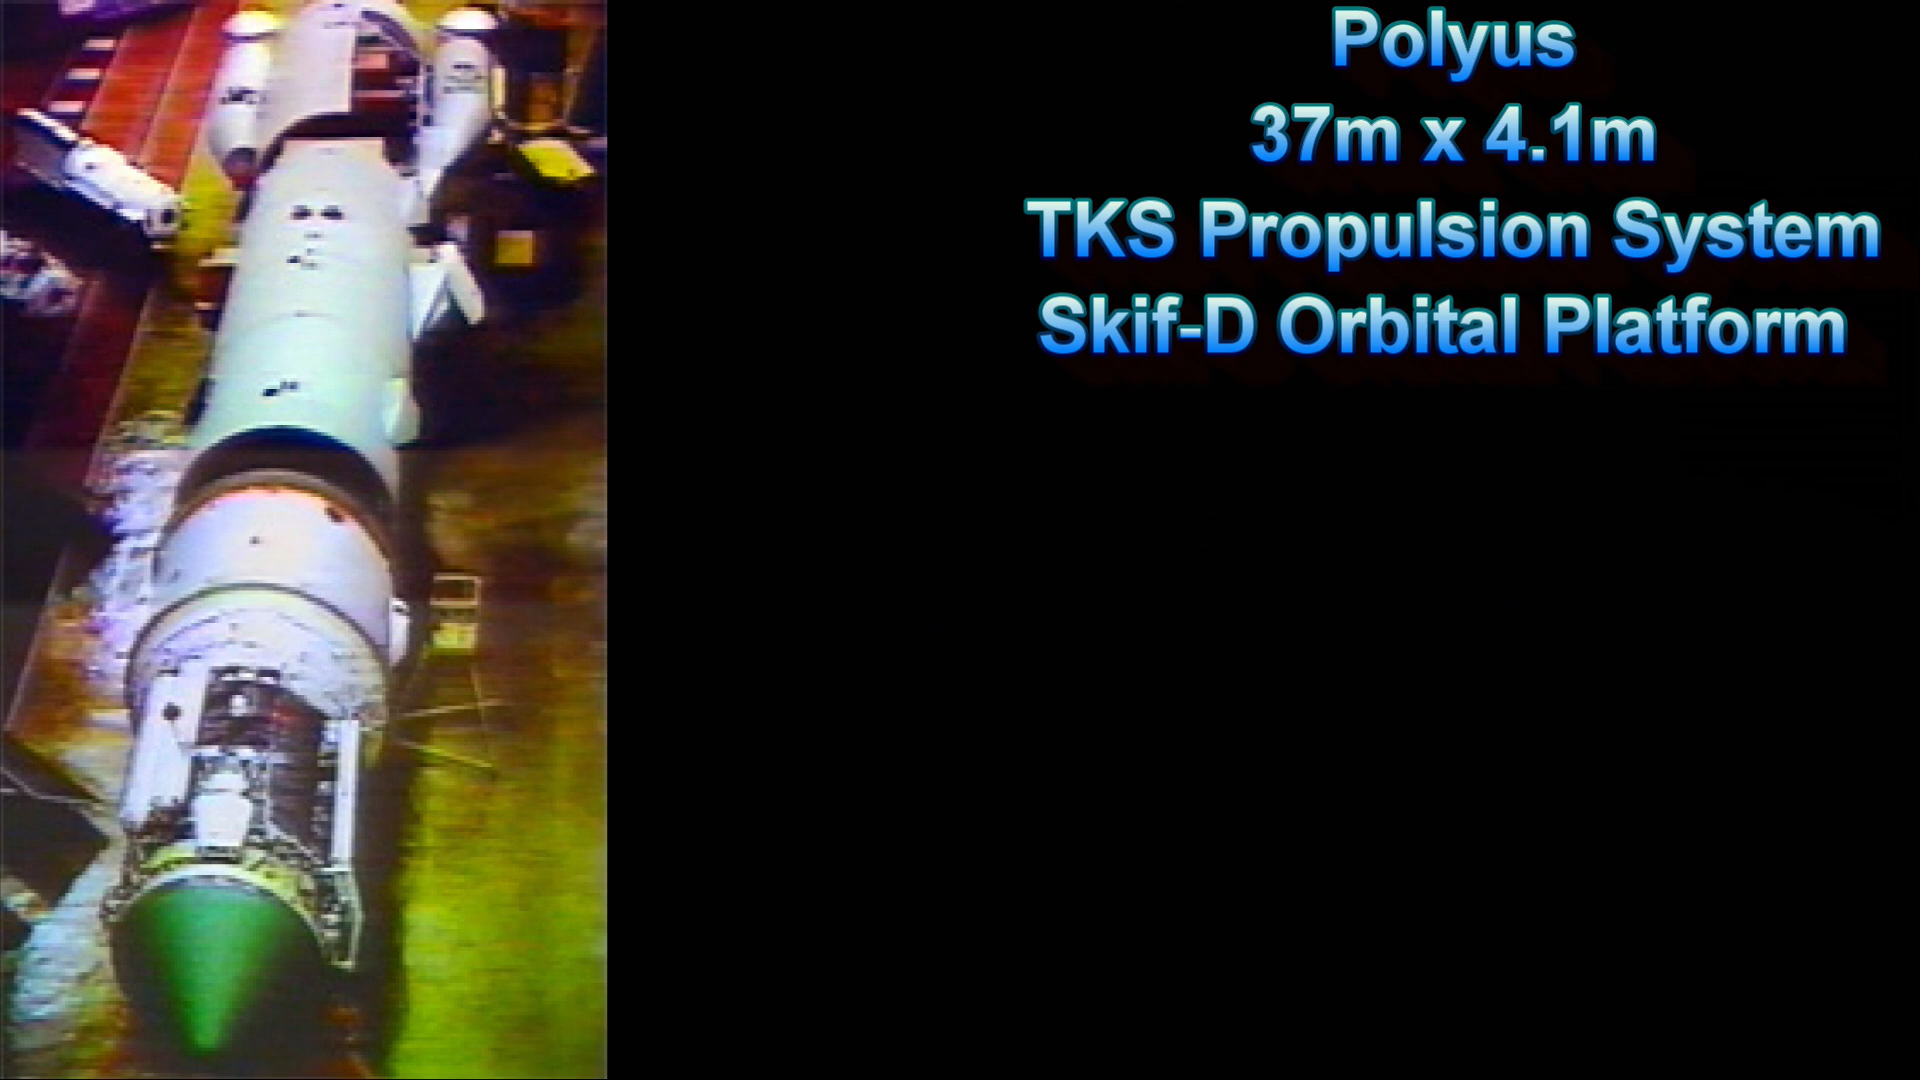 Polyus
37m x 4.1m
TKS Propulsion System
Skif-D Orbital Platform